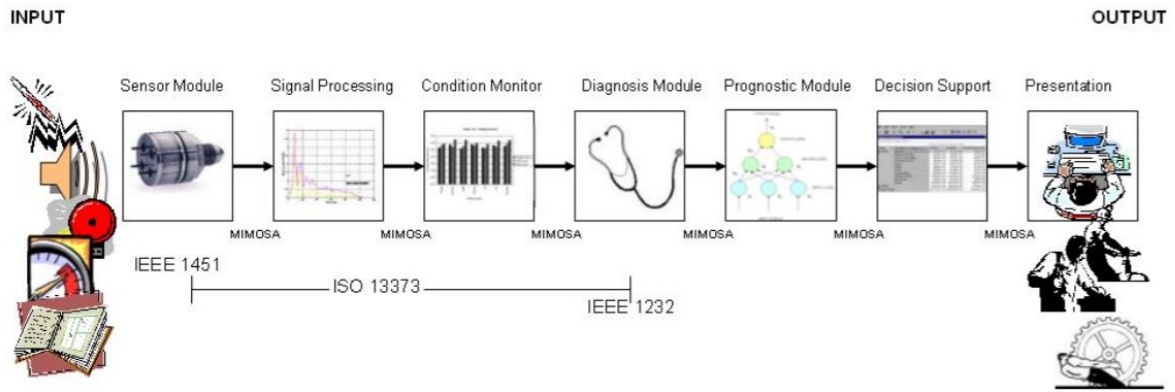 INPUT
OUTPUT
Sensor Module
Signal Processing
Condition Monitor
Diagnosis Module
Prognostic Module
Decision Support
Presentation
MIMOSA
MIMOSA
MIMOSA
MIMOSA
MIMOSA
MIMOSA
IEEE 1451
ISO 13373
IEEE 1232